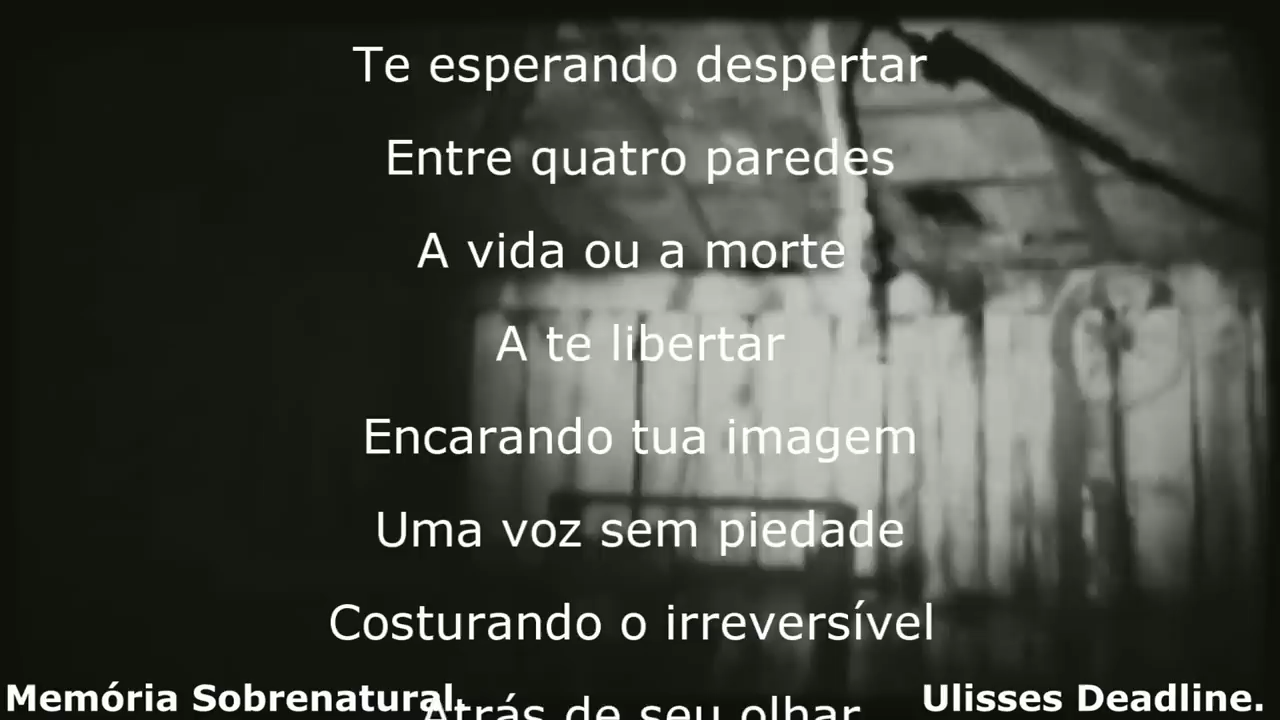 Te esperando despertar
Entre quatro paredes
A vida ou a morte
A te libertar
Encarando tua imagem
Uma voz sem piedade
Costurando o irreversível
Atrás de seu olhar
Memória Sobrenatural.
Ulisses Deadline.